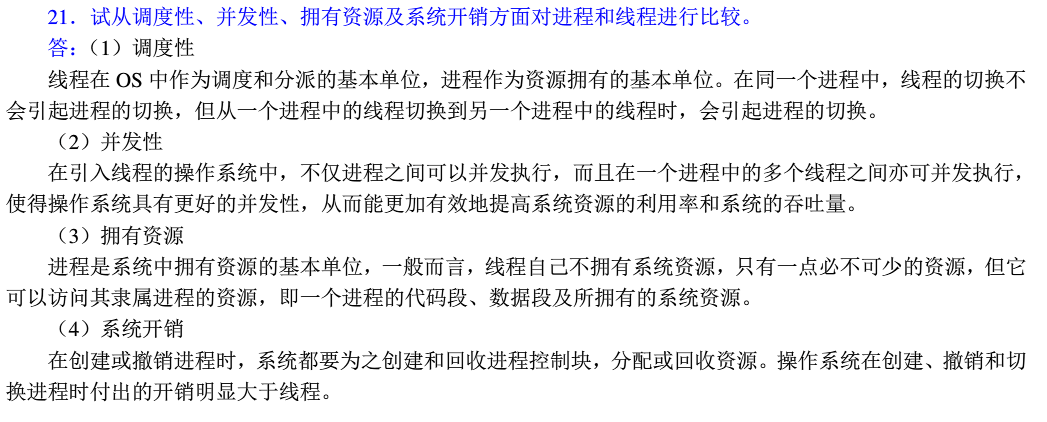 21．试从调度性、并发性、拥有资源及系统开销方面对进程和线程进行比较。
答：（1）调度性
线程在 OS 中作为调度和分派的基本单位，进程作为资源拥有的基本单位。在同一个进程中，线程的切换不
会引起进程的切换，但从一个进程中的线程切换到另一个进程中的线程时，会引起进程的切换。
（2）并发性
在引入线程的操作系统中，不仅进程之间可以并发执行，而且在一个进程中的多个线程之间亦可并发执行，
使得操作系统具有更好的并发性，从而能更加有效地提高系统资源的利用率和系统的吞吐量。
（3）拥有资源
进程是系统中拥有资源的基本单位，一般而言，线程自己不拥有系统资源，只有一点必不可少的资源，但它
可以访问其隶属进程的资源，即一个进程的代码段、数据段及所拥有的系统资源。
（4）系统开销
在创建或撤销进程时，系统都要为之创建和回收进程控制块，分配或回收资源。操作系统在创建、撤销和切
换进程时付出的开销明显大于线程。